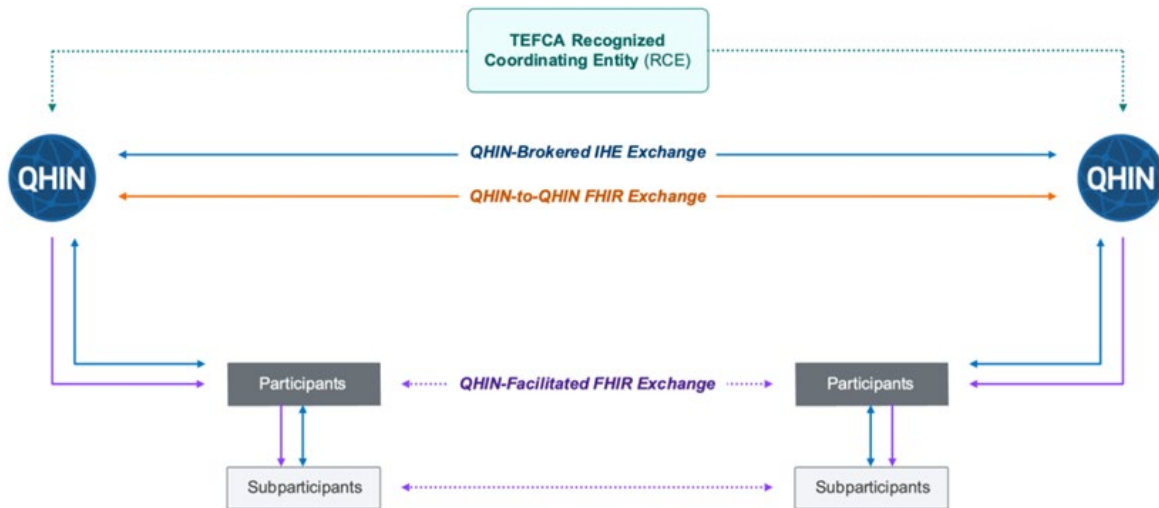 TEFCA Recognized
Coordinating Entity (RCE)
QHIN-Brokered IHE Exchange
QHIN
QHIN
QHIN-to-QHIN FHIR Exchange
Participants
QHIN-Facilitated FHIR Exchange
Participants
Subparticipants
Subparticipants